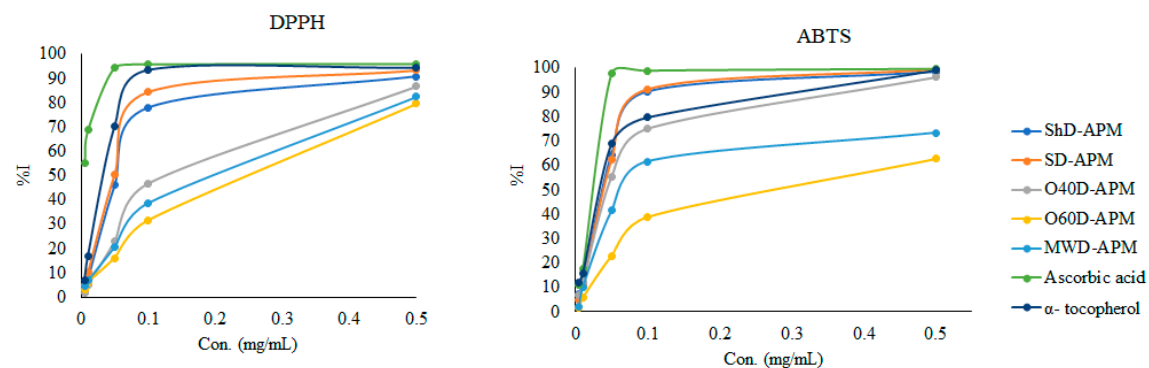 DPPH
100
90
80
70
60
50
40
30
20
10
0
%I
0 0.1 0.2 0.3 0.4 0.5
Con. (mg/mL)
ABTS
100
90
80
70
60
50
40
30
20
10
0
%I
0 0.1 0.2 0.3 0.4 0.5
Con. (mg/mL)
ShD-APM
SD-APM
O40D-APM
O60D-APM
MWD-APM
Ascorbic acid
α- tocopherol